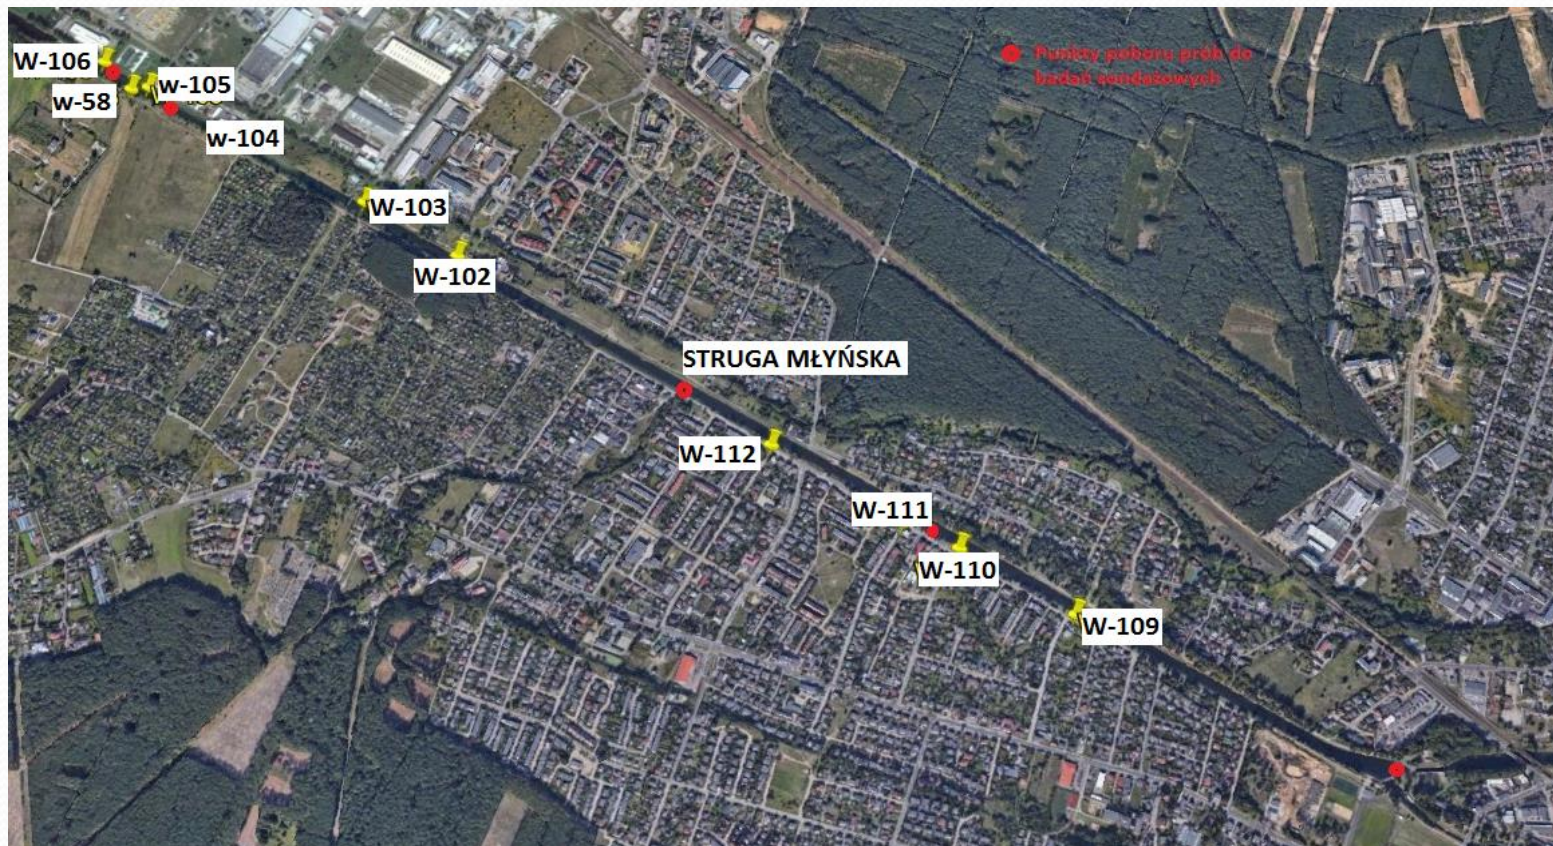 W-106
w-58
w-105
w-104
Punkty poboru prób do
badań sondażowych
W-103
W-102
STRUGA MŁYŃSKA
W-112
W-111
W-110
W-109